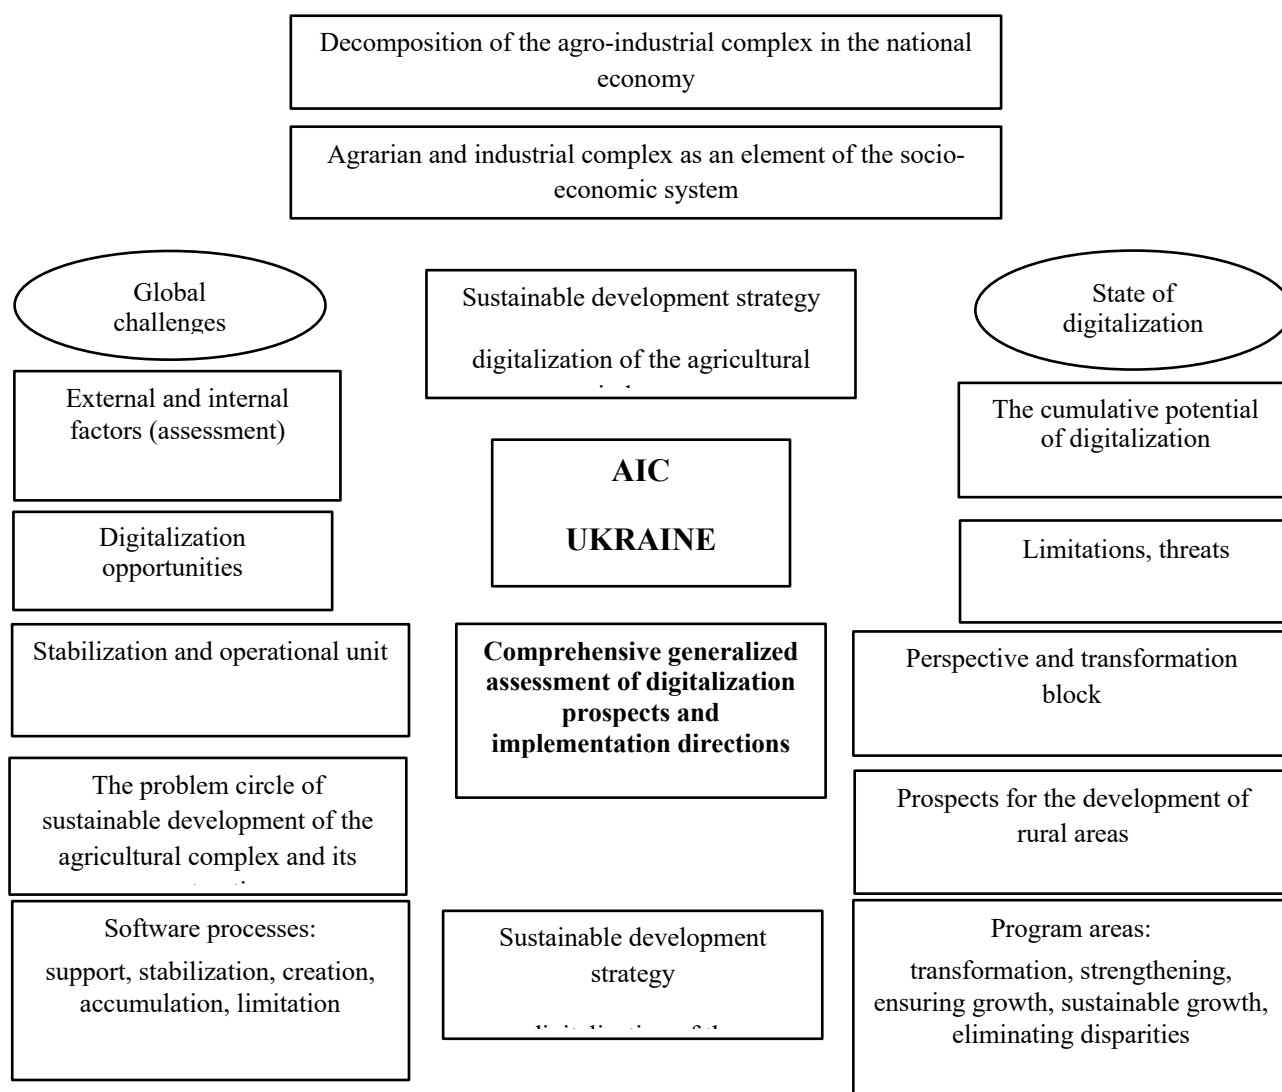 Decomposition of the agro-industrial complex in the national
economy
Agrarian and industrial complex as an element of the socio-
economic system
Global
challenges
Sustainable development strategy
digitalization of the agricultural
State of
digitalization
External and internal
factors (assessment)
The cumulative potential
of digitalization
AIC
UKRAINE
Digitalization
opportunities
Limitations, threats
Stabilization and operational unit
Comprehensive generalized
assessment of digitalization
prospects and
implementation directions
Perspective and transformation
block
The problem circle of
sustainable development of the
agricultural complex and its
Prospects for the development of
rural areas
Software processes:
support, stabilization, creation,
accumulation, limitation
Sustainable development
strategy
digitalization of the
Program areas:
transformation, strengthening,
ensuring growth, sustainable growth,
eliminating disparities